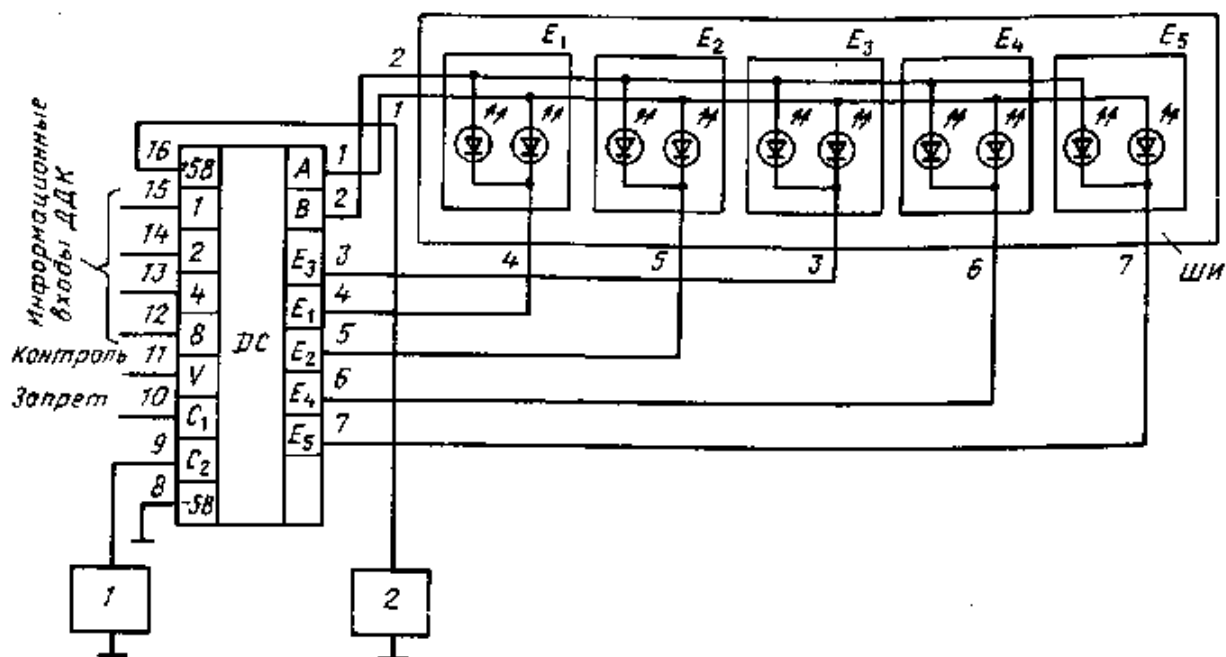 E₁ E₂ E₃ E₄ E₅
2
1
16 +5В A 1
15 1 B 2
14 2 E₃ 3
13 4 E₁ 4
12 8 E₂ 5
11 V E₄ 6
10 C₁ E₅ 7
9 C₂
8 -5В
DC
Информационные
входы ДДК
Контроль
Запрет
4 5 3 6 7
ШИ
1 2